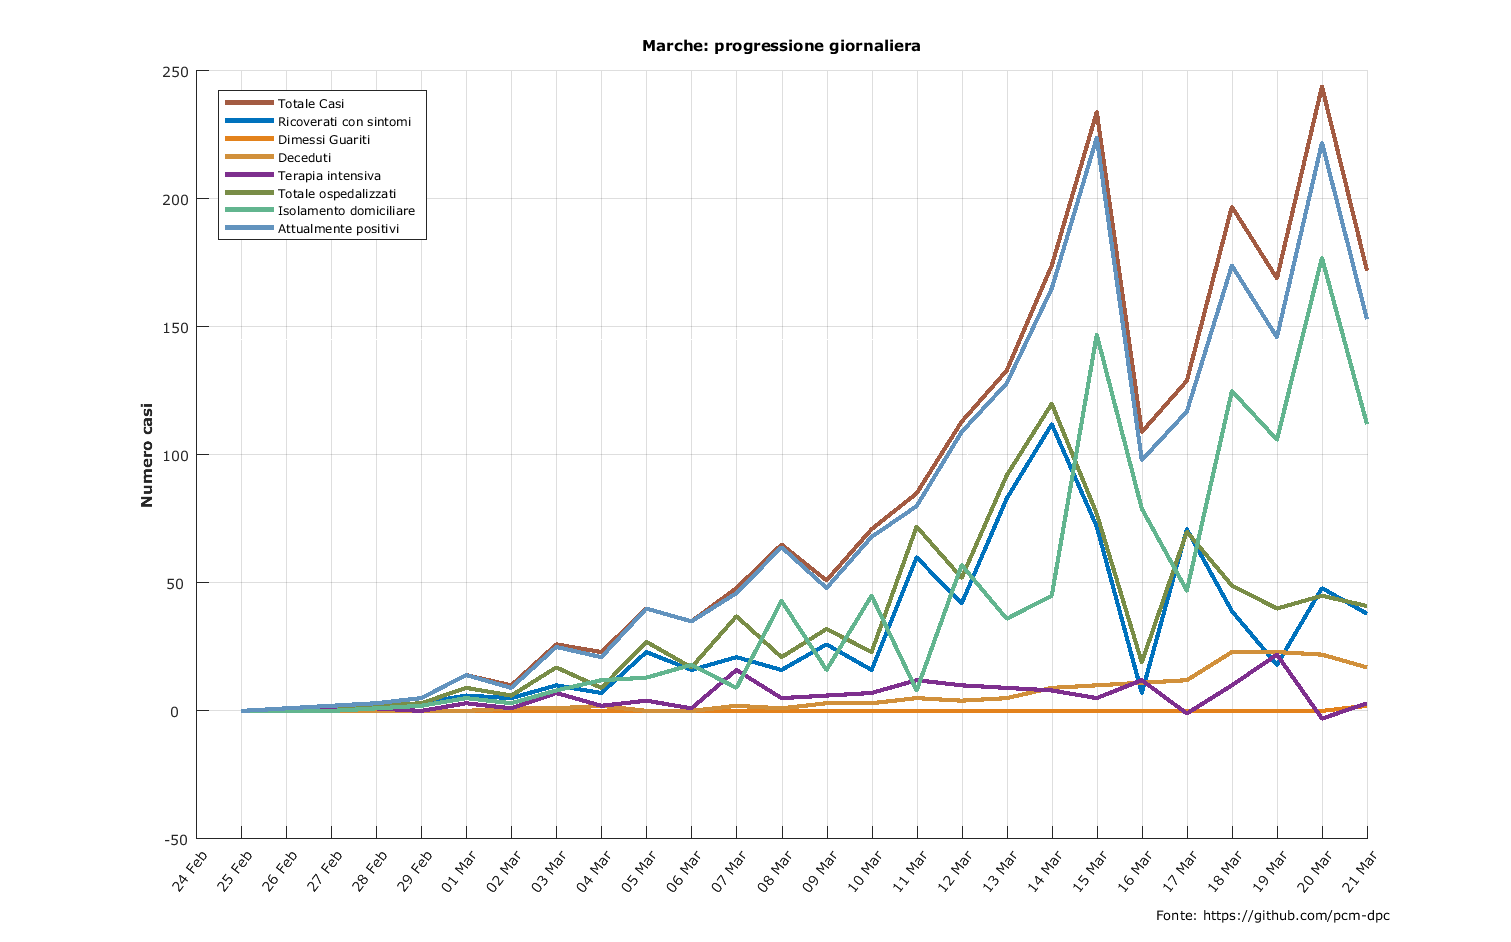 Marche: progressione giornaliera
250
200
150
100
50
0
-50
Numero casi
Totale Casi
Ricoverati con sintomi
Dimessi Guariti
Deceduti
Terapia intensiva
Totale ospedalizzati
Isolamento domiciliare
Attualmente positivi
24 Feb
25 Feb
26 Feb
27 Feb
28 Feb
29 Feb
01 Mar
02 Mar
03 Mar
04 Mar
05 Mar
06 Mar
07 Mar
08 Mar
09 Mar
10 Mar
11 Mar
12 Mar
13 Mar
14 Mar
15 Mar
16 Mar
17 Mar
18 Mar
19 Mar
20 Mar
21 Mar
Fonte: https://github.com/pcm-dpc